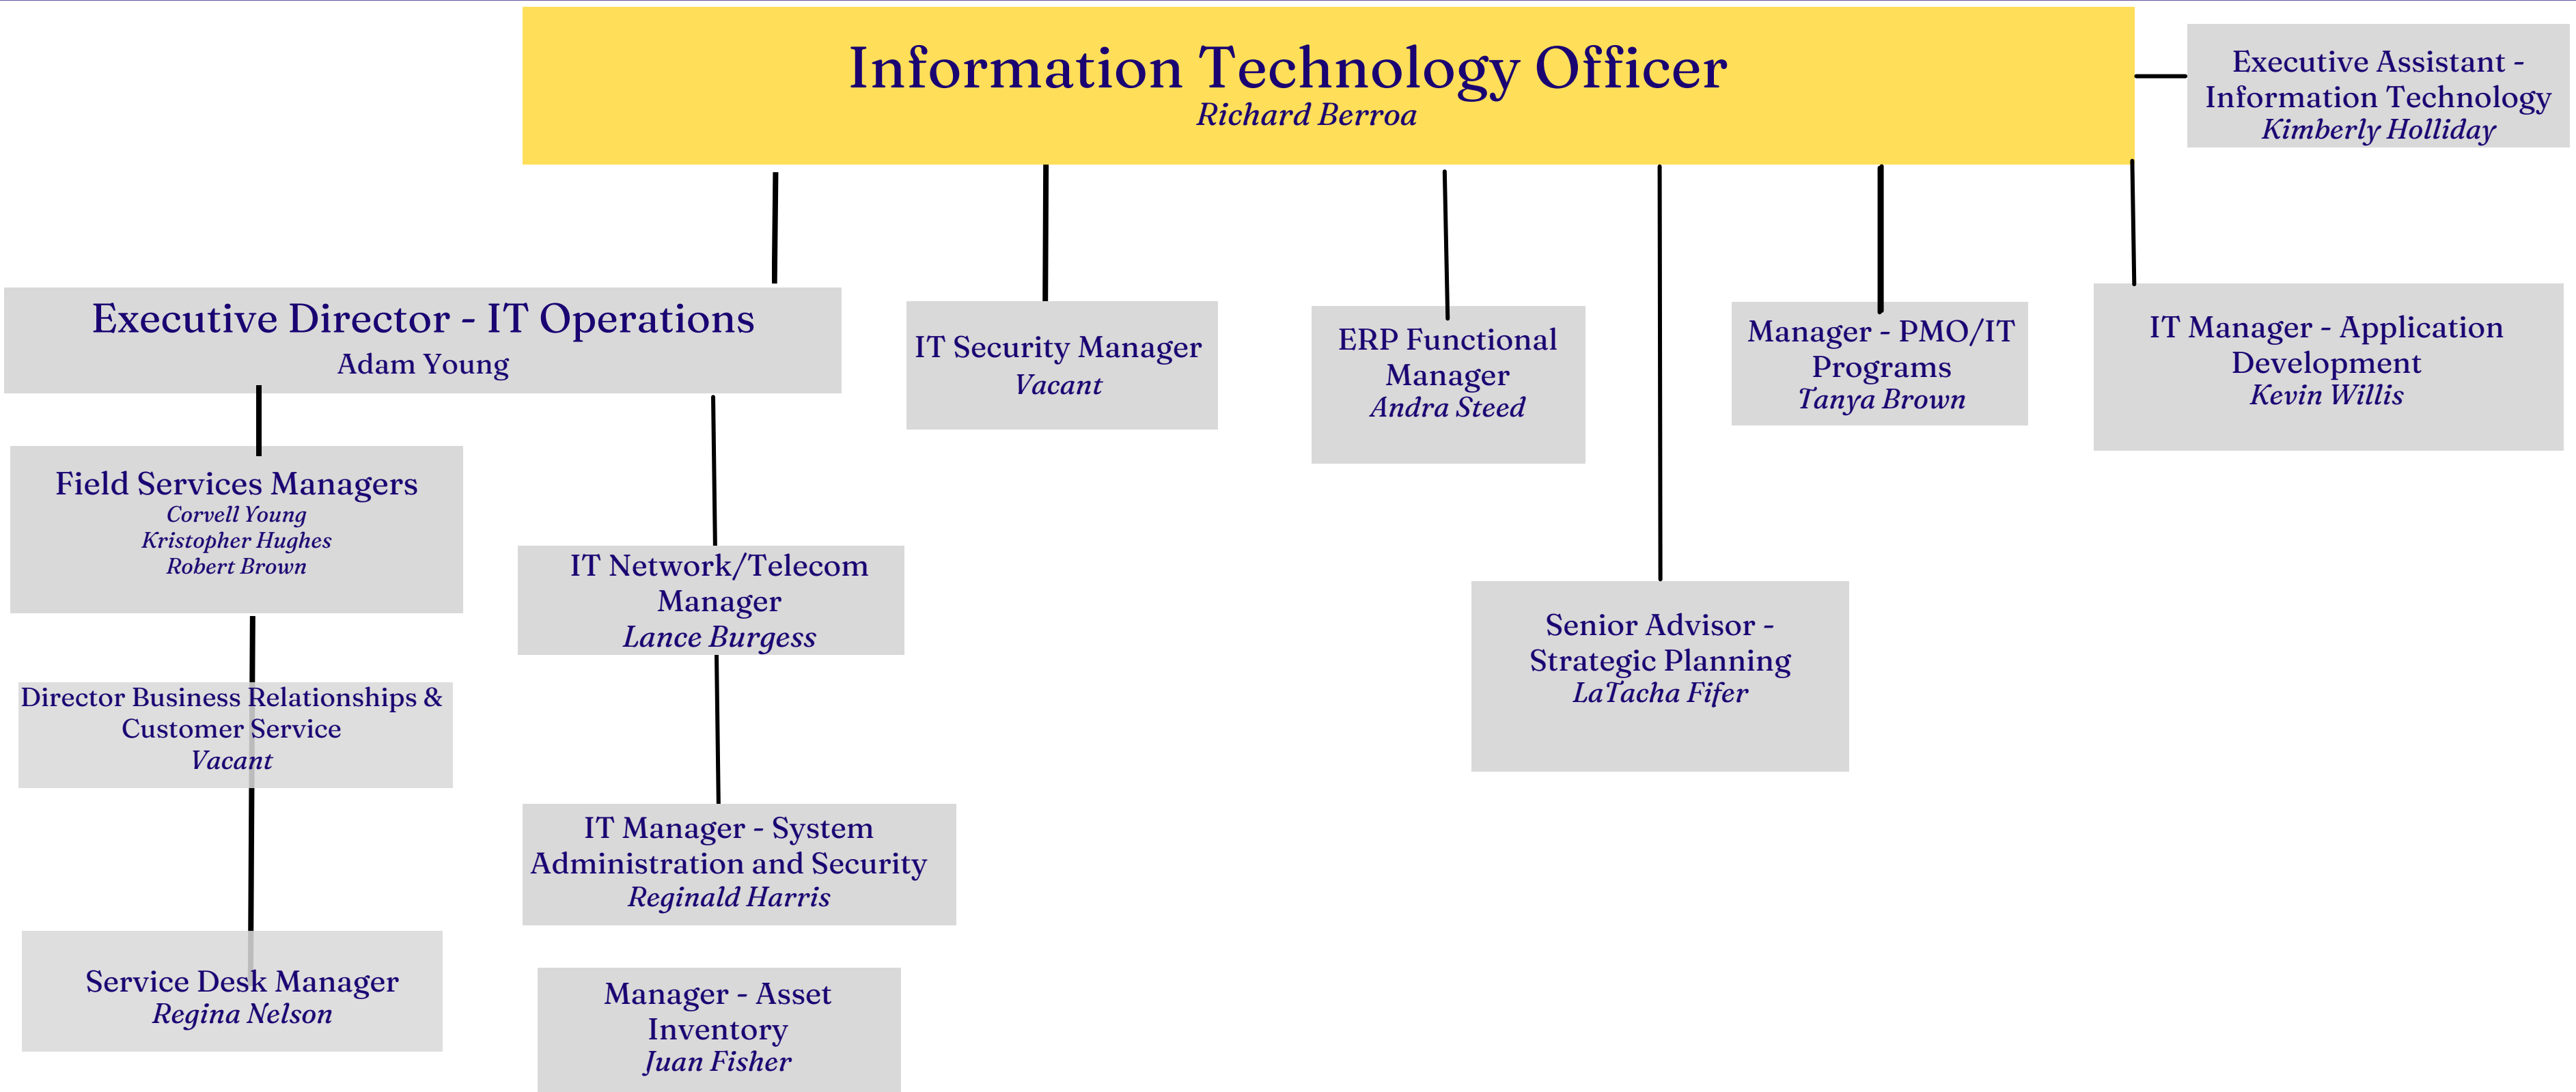 Information Technology Officer
Richard Berroa
Executive Assistant -
Information Technology
Kimberly Holliday
Executive Director - IT Operations
Adam Young
IT Security Manager
Vacant
ERP Functional
Manager
Andra Steed
Manager - PMO/IT
Programs
Tanya Brown
IT Manager - Application
Development
Kevin Willis
Field Services Managers
Corvell Young
Kristopher Hughes
Robert Brown
IT Network/Telecom
Manager
Lance Burgess
Senior Advisor -
Strategic Planning
LaTacha Fifer
Director Business Relationships &
Customer Service
Vacant
IT Manager - System
Administration and Security
Reginald Harris
Service Desk Manager
Regina Nelson
Manager - Asset
Inventory
Juan Fisher